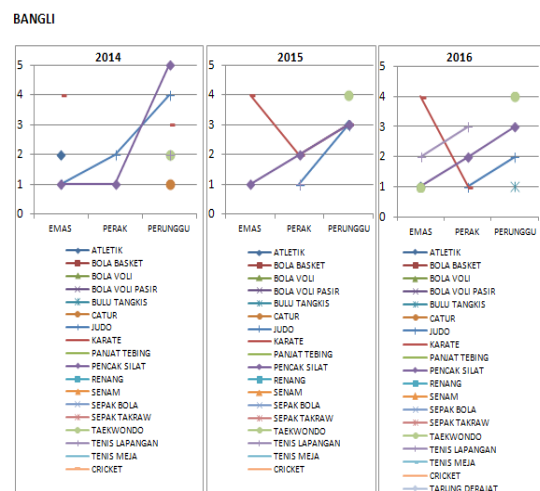 BANGLI
2014
5
4
3
2
1
0
EMAS PERAK PERUNGGU
ATLETIK
BOLA BASKET
BOLA VOLI
BOLA VOLI PASIR
BULU TANGKIS
CATUR
JUDO
KARATE
PANJAT TEBING
PENCAK SILAT
RENANG
SENAM
SEPAK BOLA
SEPAK TAKRAW
TAEKWONDO
TENIS LAPANGAN
TENIS MEJA
CRICKET
2015
5
4
3
2
1
0
EMAS PERAK PERUNGGU
ATLETIK
BOLA BASKET
BOLA VOLI
BOLA VOLI PASIR
BULU TANGKIS
CATUR
JUDO
KARATE
PANJAT TEBING
PENCAK SILAT
RENANG
SENAM
SEPAK BOLA
SEPAK TAKRAW
TAEKWONDO
TENIS LAPANGAN
TENIS MEJA
CRICKET
2016
5
4
3
2
1
0
EMAS PERAK PERUNGGU
ATLETIK
BOLA BASKET
BOLA VOLI
BOLA VOLI PASIR
BULU TANGKIS
CATUR
JUDO
KARATE
PANJAT TEBING
PENCAK SILAT
RENANG
SENAM
SEPAK BOLA
SEPAK TAKRAW
TAEKWONDO
TENIS LAPANGAN
TENIS MEJA
CRICKET
TARUNG DERAJAT